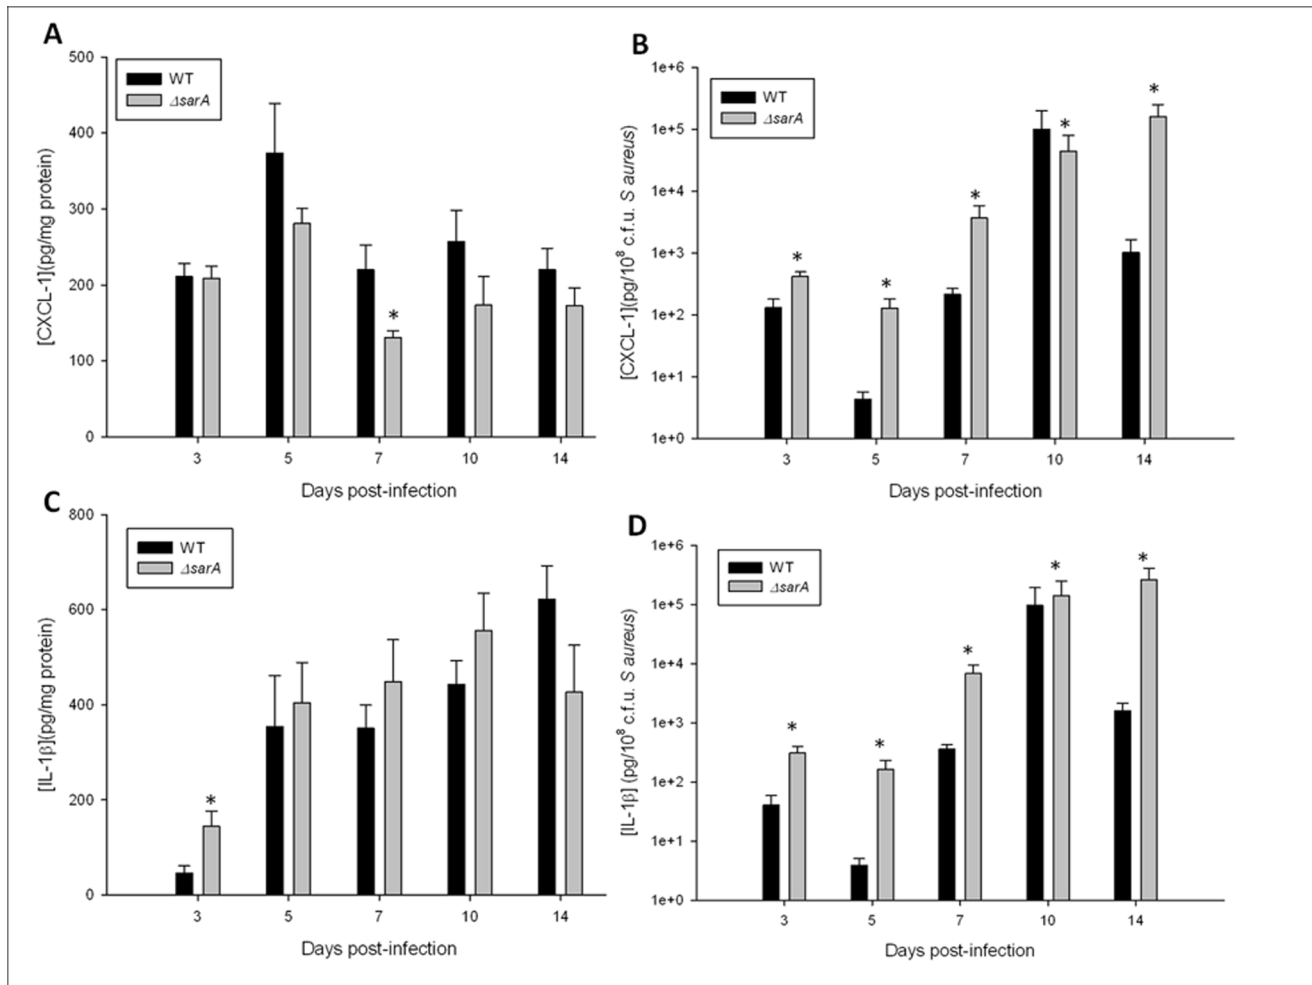 A
[CXCL-1](pg/mg protein)
500
400
300
200
100
0
WT
ΔsarA
*
3 5 7 10 14
Days post-infection
B
[CXCL-1](pg/10⁸ c.f.u. S aureus)
1e+6
1e+5
1e+4
1e+3
1e+2
1e+1
1e+0
WT
ΔsarA
* * * * *
3 5 7 10 14
Days post-infection
C
[IL-1β](pg/mg protein)
800
600
400
200
0
WT
ΔsarA
*
3 5 7 10 14
Days post-infection
D
[IL-1β] (pg/10⁸ c.f.u. S aureus)
1e+6
1e+5
1e+4
1e+3
1e+2
1e+1
1e+0
WT
ΔsarA
* * * * *
3 5 7 10 14
Days post-infection